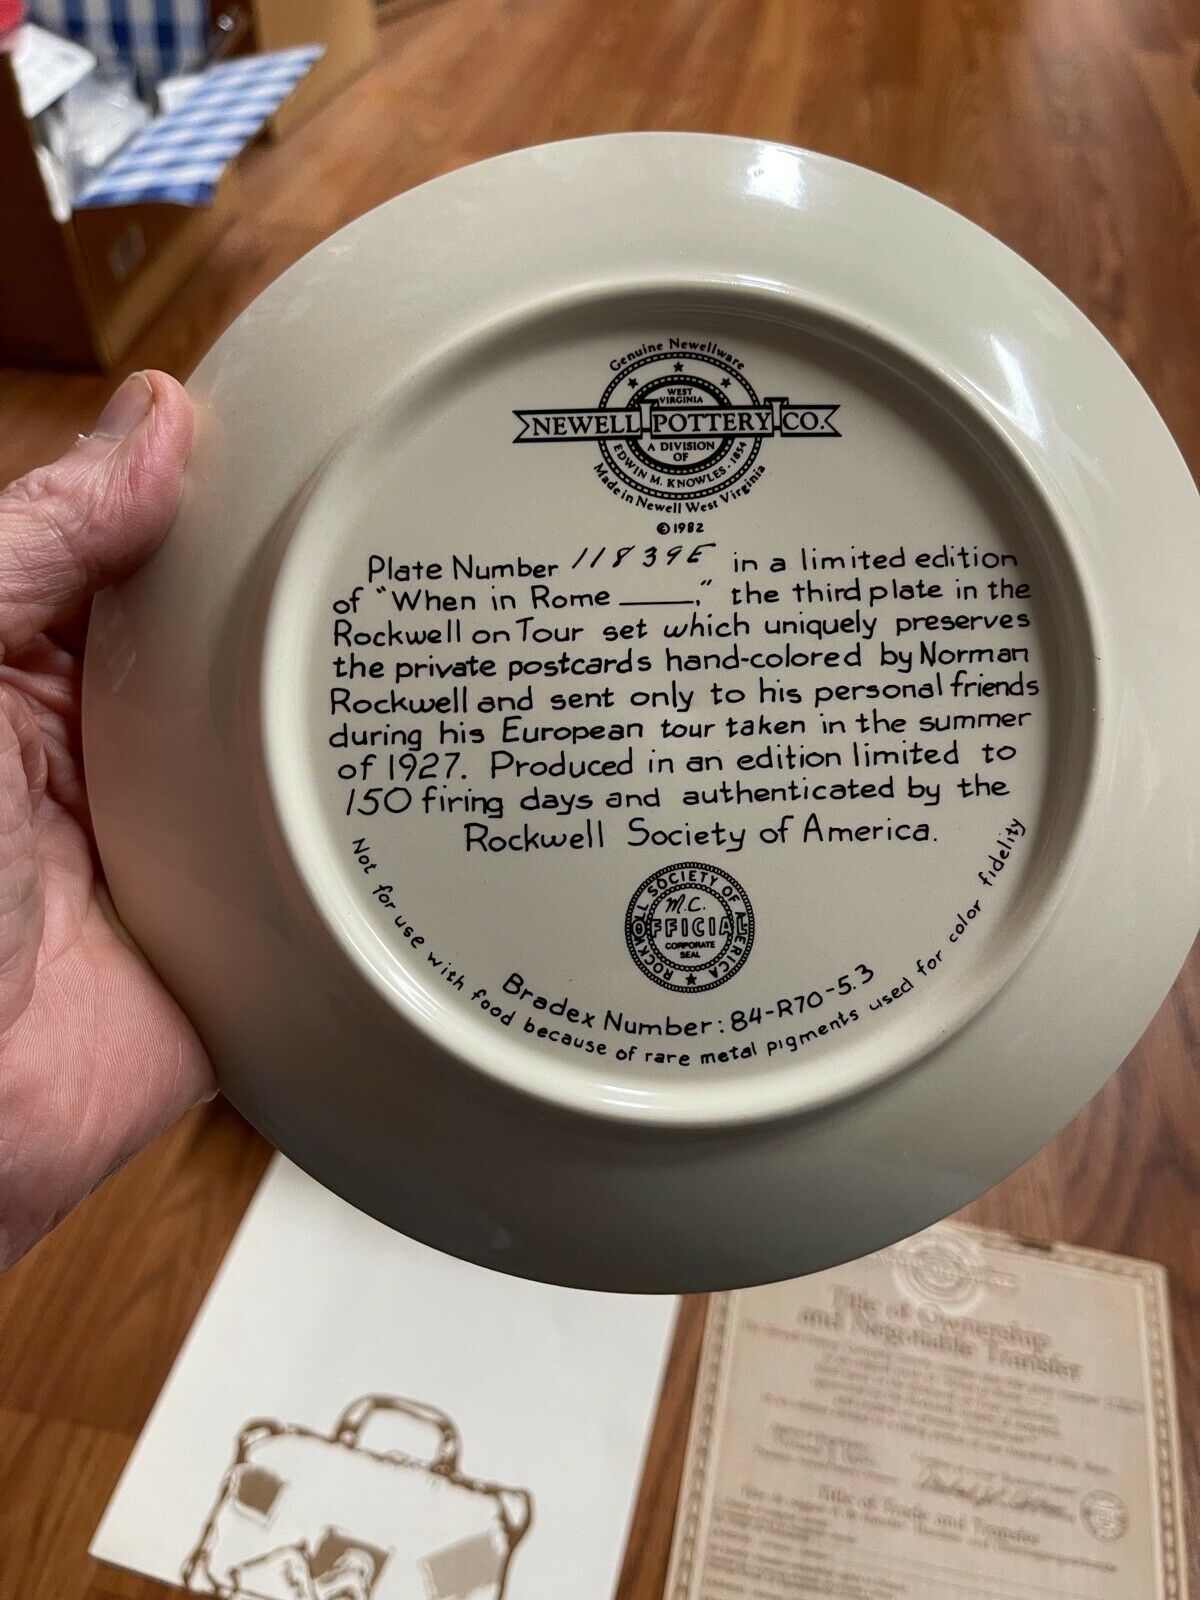 Genuine Newellware
WEST
VIRGINIA
NEWELL POTTERY CO.
A DIVISION
OF
EDWIN M. KNOWLES · 1854
Made in Newell West Virginia
©1982
Plate Number 11839E in a limited edition
of "When in Rome ____," the third plate in the
Rockwell on Tour set which uniquely preserves
the private postcards hand-colored by Norman
Rockwell and sent only to his personal friends
during his European tour taken in the summer
of 1927. Produced in an edition limited to
150 firing days and authenticated by the
Rockwell Society of America.
ROCKWELL SOCIETY OF AMERICA
M.C.
OFFICIAL
CORPORATE
SEAL
Bradex Number: 84-R70-5.3
Not for use with food because of rare metal pigments used for color fidelity
Title of Ownership
and Negotiable Transfer